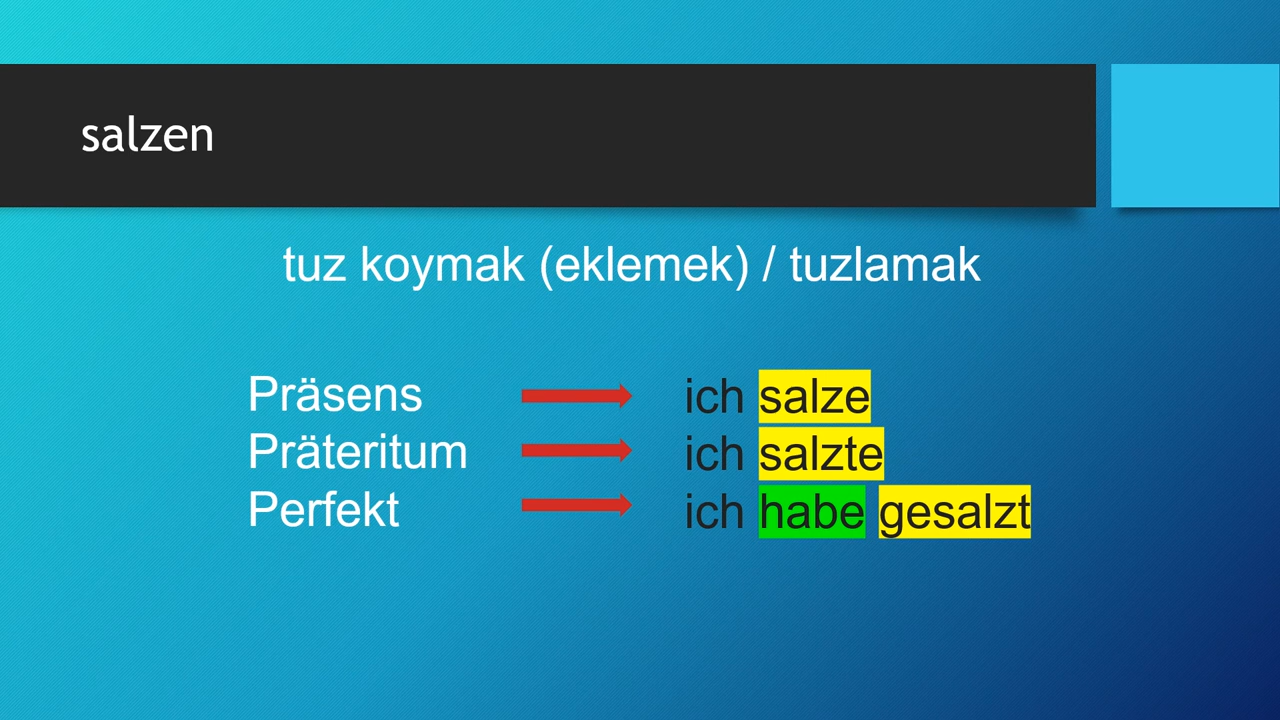 salzen
tuz koymak (eklemek) / tuzlamak
Präsens ich salze
Präteritum ich salzte
Perfekt ich habe gesalzt